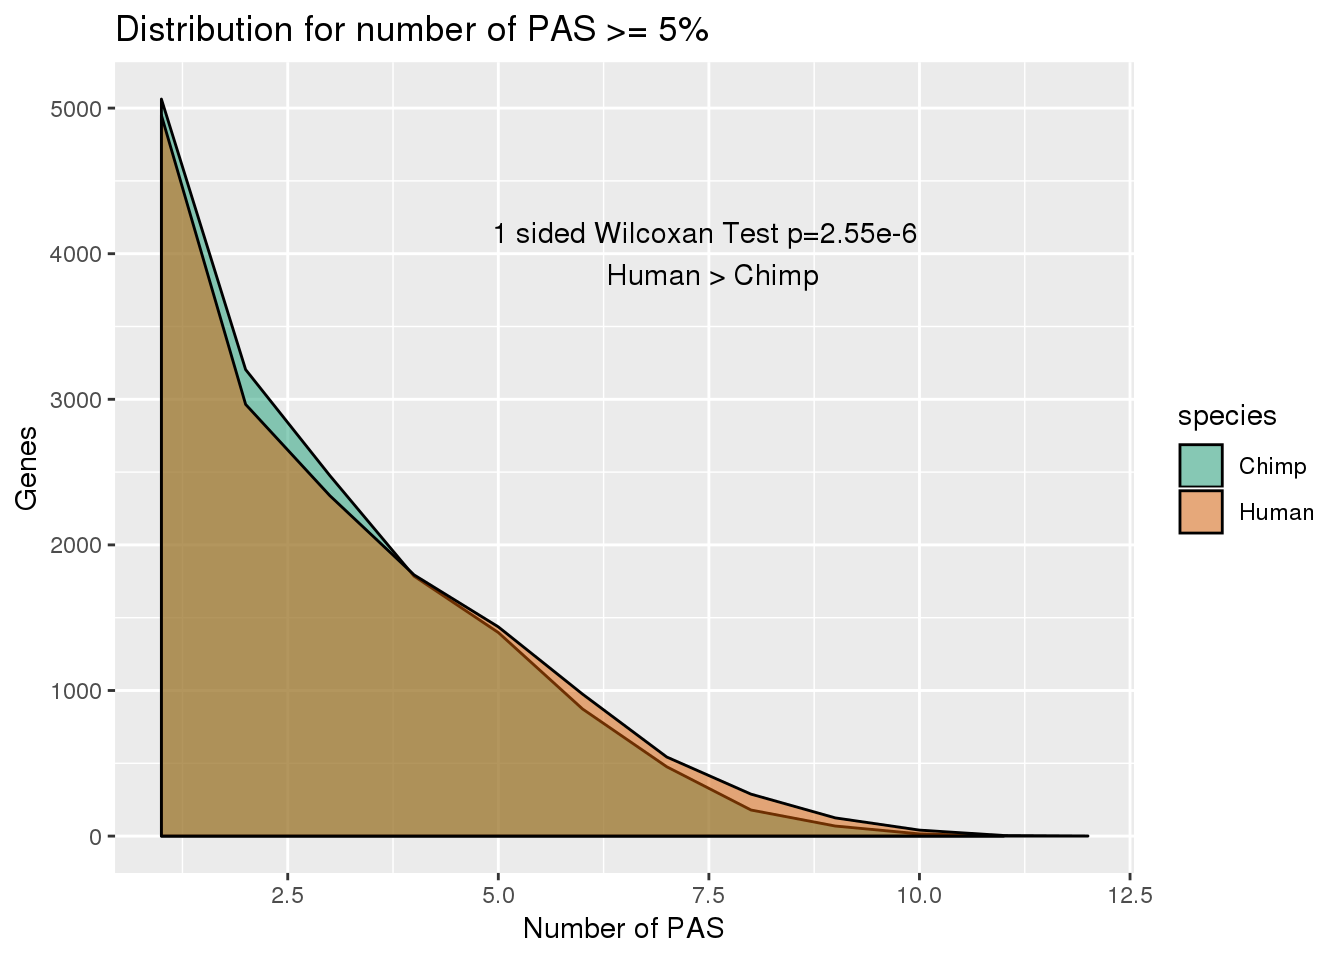 Distribution for number of PAS >= 5%
5000
4000
3000
2000
1000
0
Genes
1 sided Wilcoxan Test p=2.55e-6
Human > Chimp
2.5
5.0
7.5
10.0
12.5
Number of PAS
species
Chimp
Human